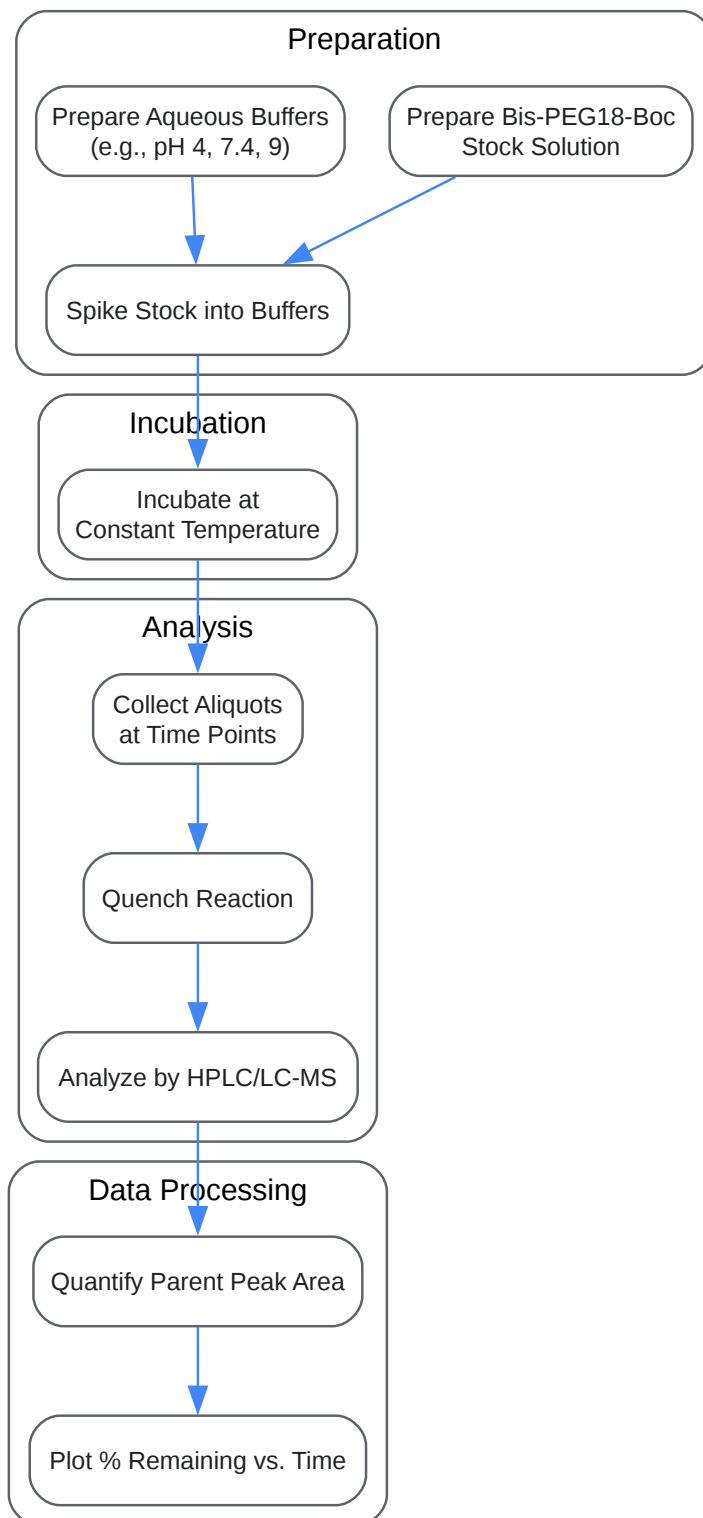 Preparation
Prepare Aqueous Buffers
(e.g., pH 4, 7.4, 9)
Prepare Bis-PEG18-Boc
Stock Solution
Spike Stock into Buffers
Incubation
Incubate at
Constant Temperature
Analysis
Collect Aliquots
at Time Points
Quench Reaction
Analyze by HPLC/LC-MS
Data Processing
Quantify Parent Peak Area
Plot % Remaining vs. Time